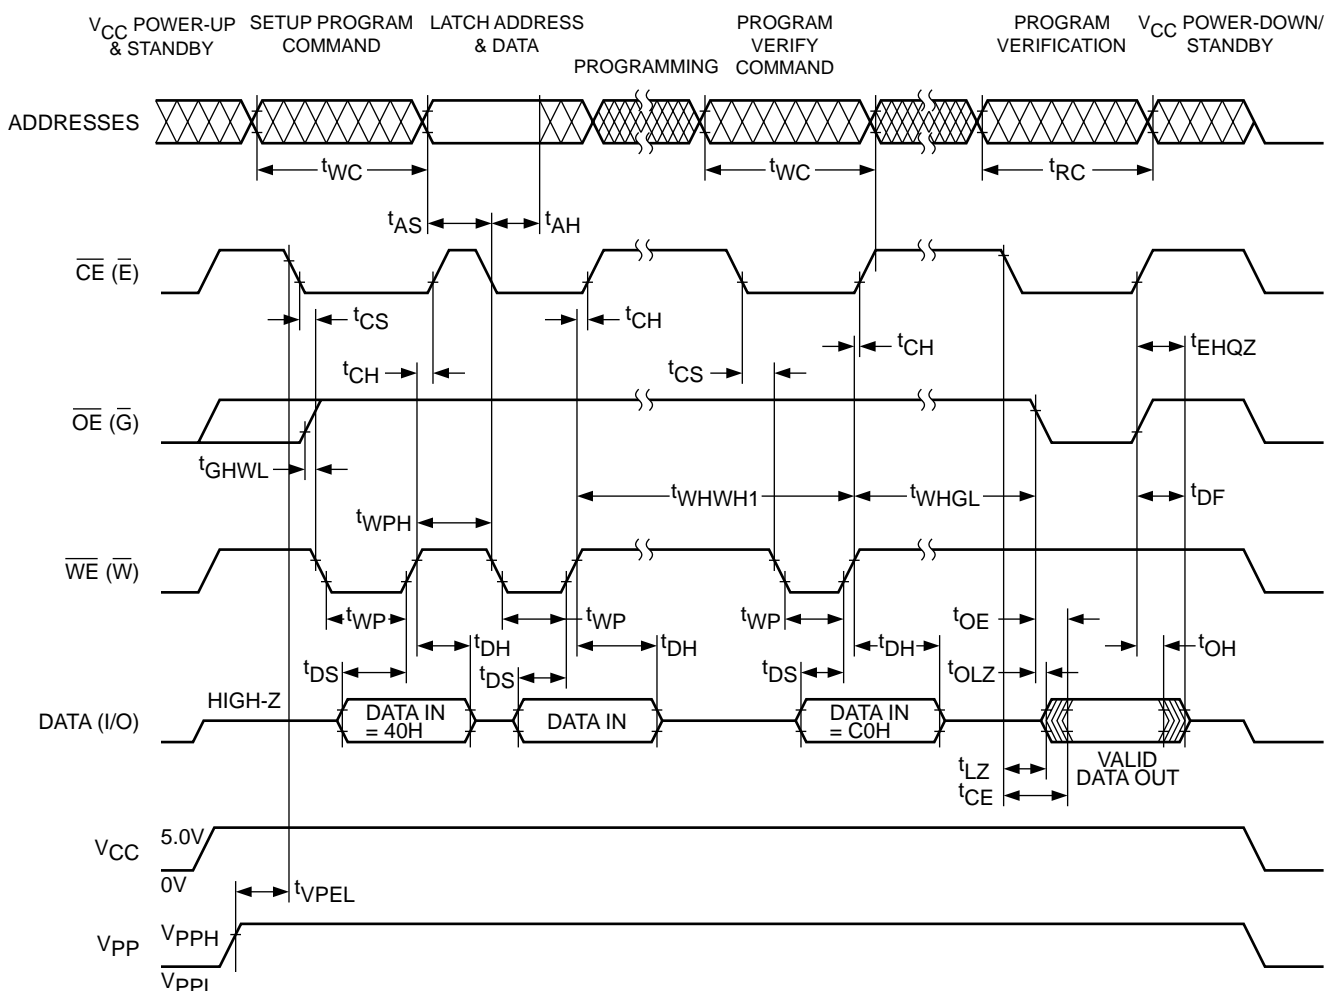 VCC POWER-UP & STANDBY
SETUP PROGRAM COMMAND
LATCH ADDRESS & DATA
PROGRAMMING
PROGRAM VERIFY COMMAND
PROGRAM VERIFICATION
VCC POWER-DOWN/ STANDBY
ADDRESSES
tWC
tWC
tRC
tAS
tAH
CE (E)
tCS
tCH
tCH
tEHQZ
tCH
tCS
OE (G)
tGHWL
tWHWH1
tWHGL
tDF
tWPH
WE (W)
tWP
tWP
tWP
tOE
tDH
tDH
tDH
tOH
tDS
tDS
tDS
tOLZ
HIGH-Z
DATA (I/O)
DATA IN = 40H
DATA IN
DATA IN = C0H
VALID DATA OUT
tLZ
tCE
5.0V
VCC
0V
tVPEL
VPPH
VPP
VPPL